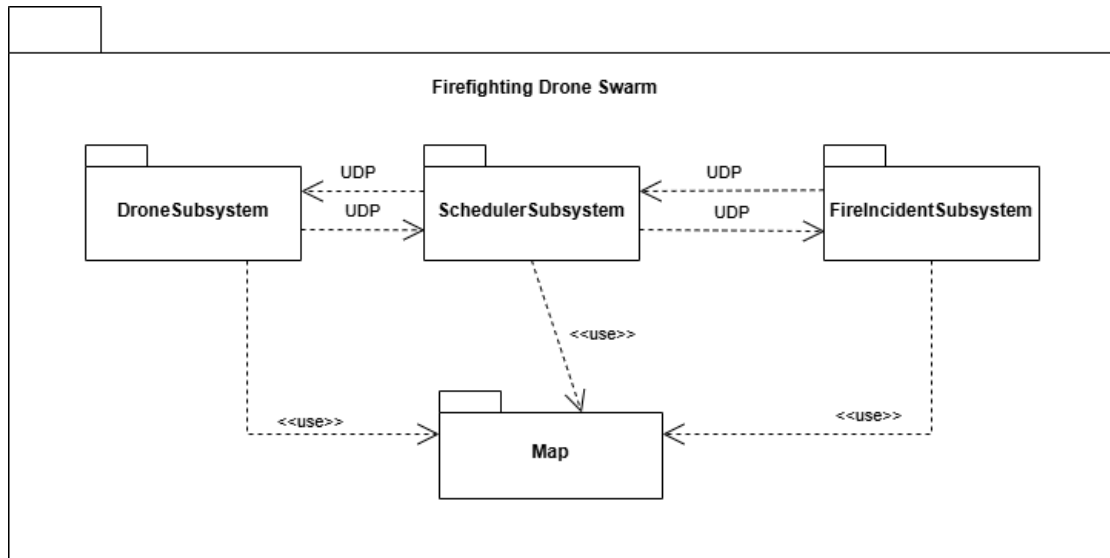 Firefighting Drone Swarm
UDP
UDP
DroneSubsystem
SchedulerSubsystem
FireIncidentSubsystem
UDP
UDP
<<use>>
<<use>>
<<use>>
Map